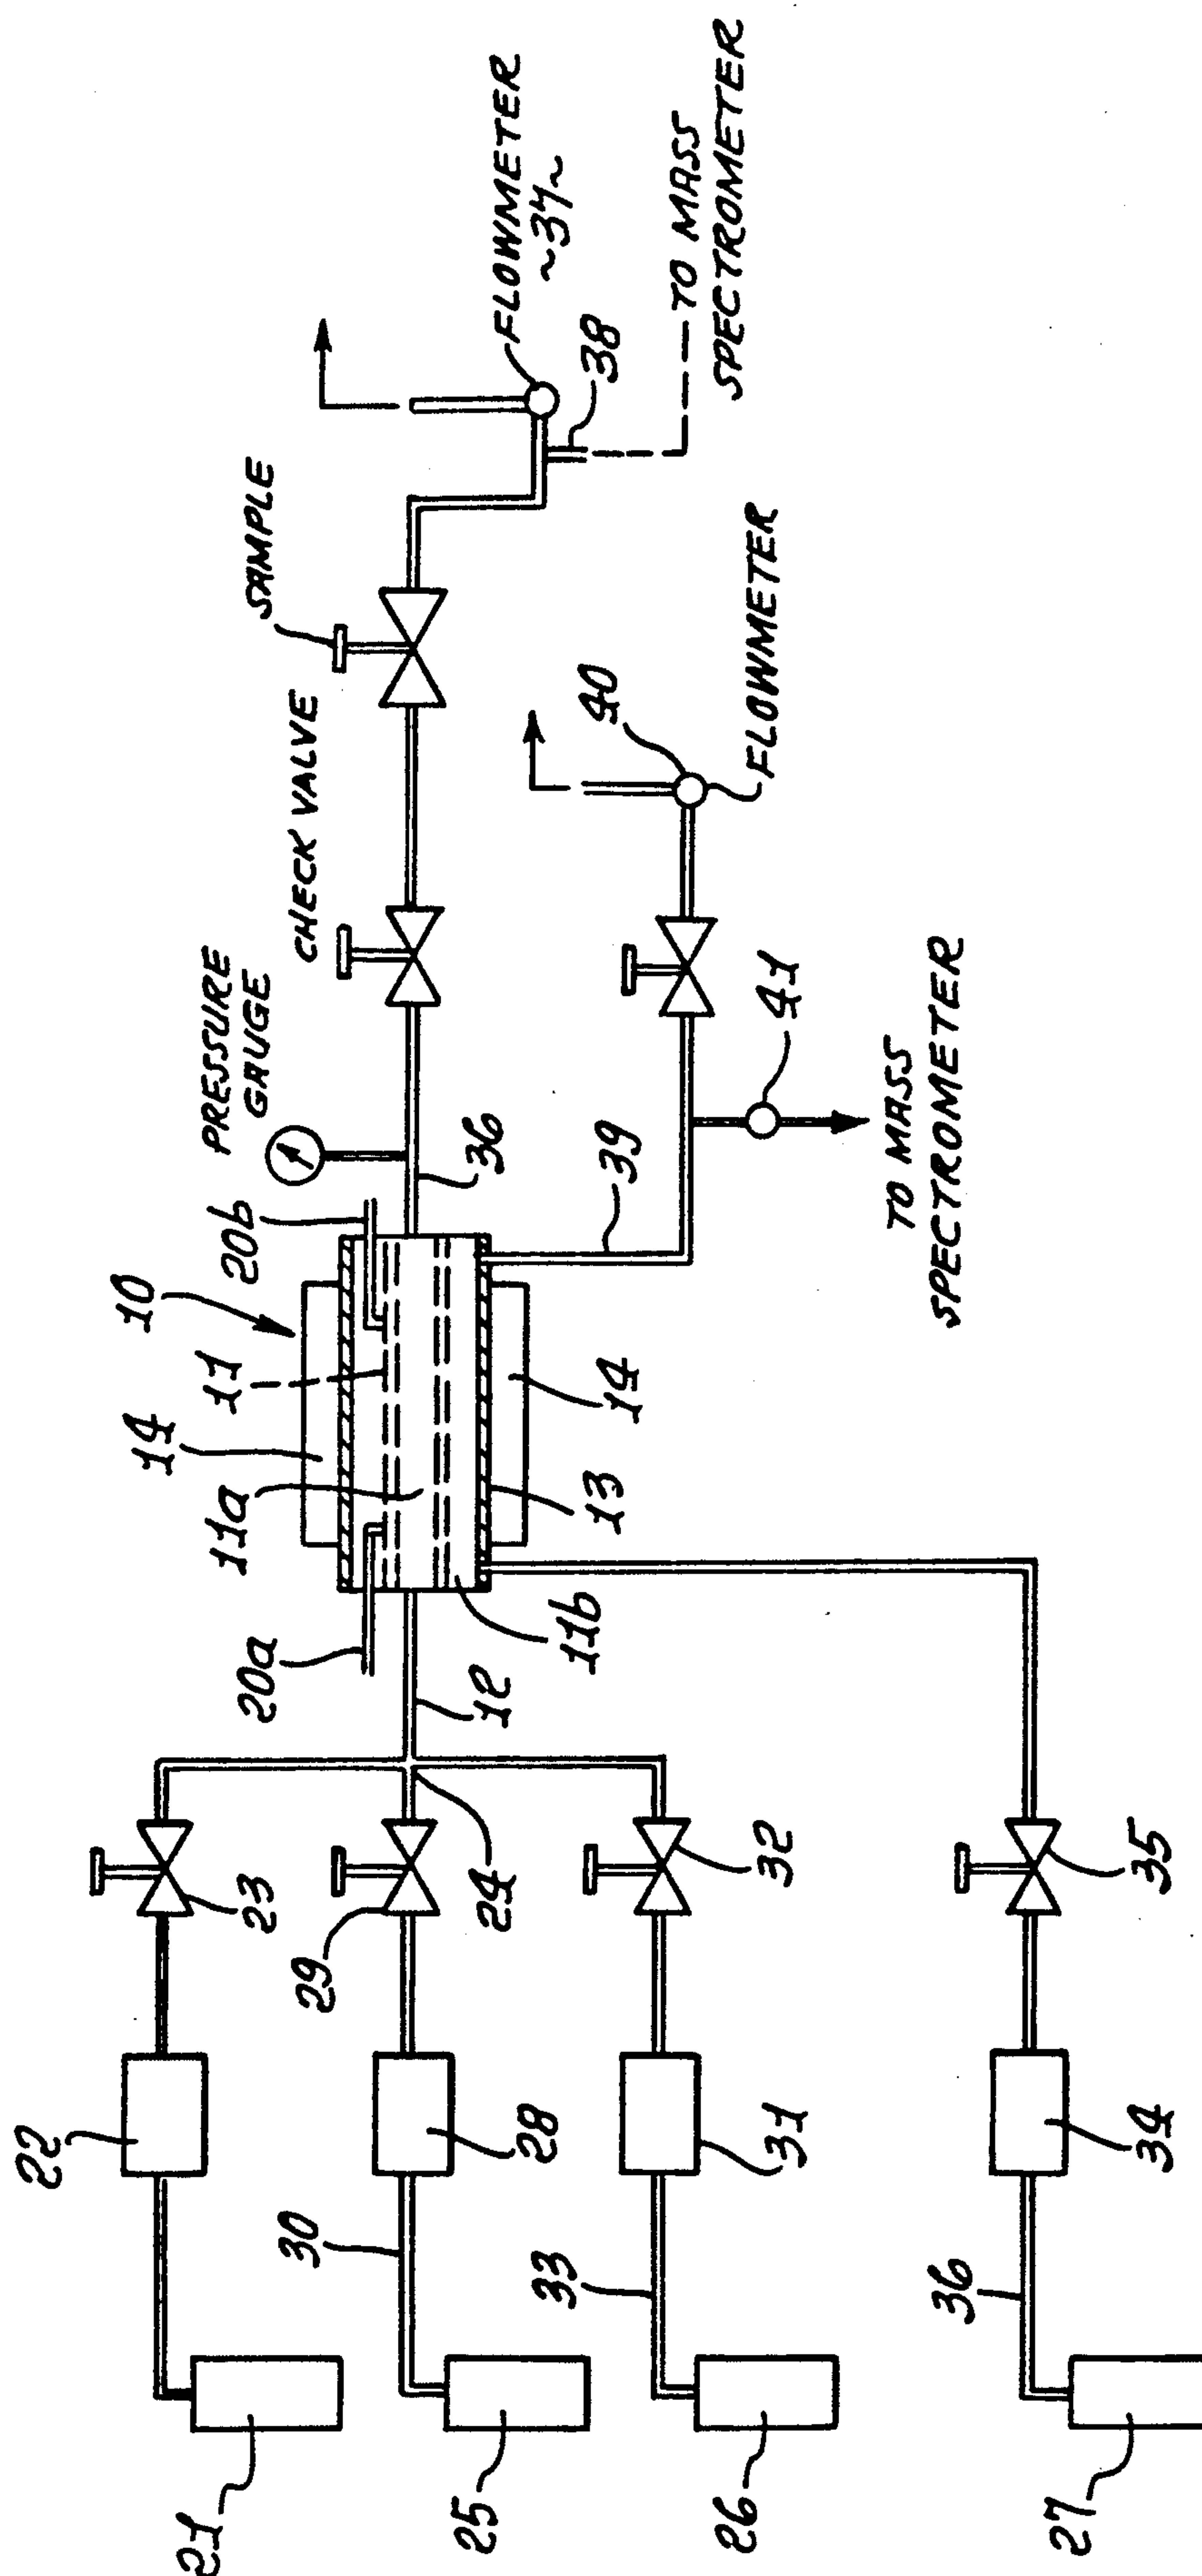 21
22
23
25
30
28
29
24
26
33
31
32
27
36
34
35
12
20a
11b
11a
13
14
11
14
10
20b
36
39
PRESSURE
GAUGE
CHECK VALVE
SAMPLE
41
TO MASS
SPECTROMETER
40
FLOWMETER
38
FLOWMETER
~37~
TO MASS
SPECTROMETER